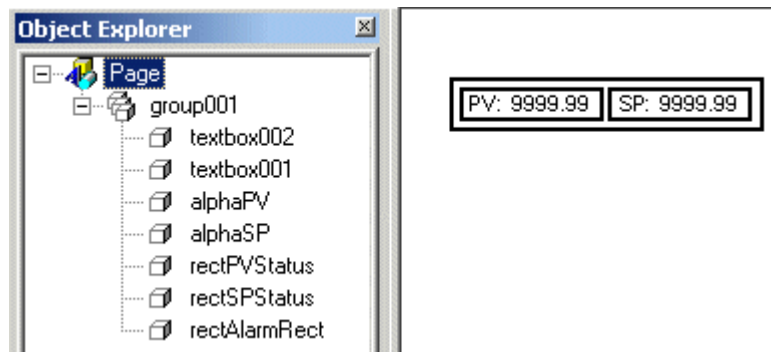 Object Explorer
Page
group001
textbox002
textbox001
alphaPV
alphaSP
rectPVStatus
rectSPStatus
rectAlarmRect
PV: 9999.99 SP: 9999.99